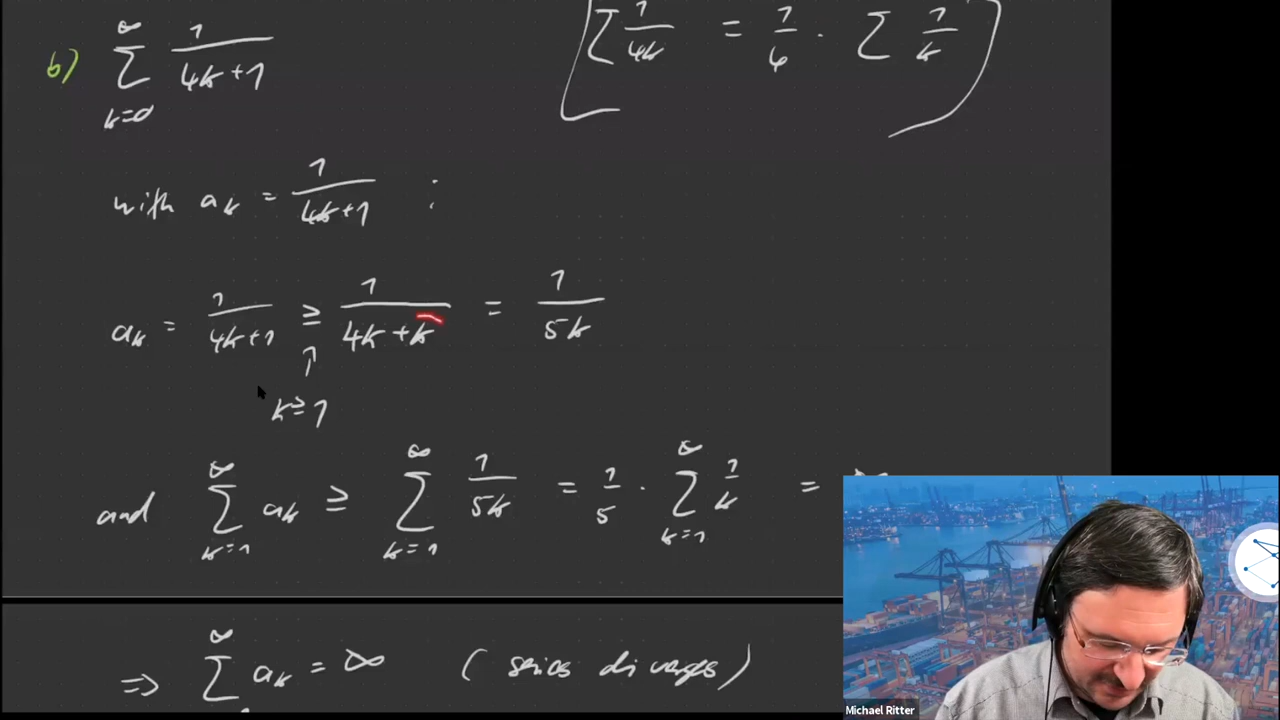 [ ∑ 1/4k = 1/4 · ∑ 1/k )
b) ∑_{k=0}^{∞} 1/(4k+1)
with a_k = 1/(4k+1) :
a_k = 1/(4k+1) ≥ 1/(4k+k) = 1/5k
↑
k≥1
and ∑_{k=1}^{∞} a_k ≥ ∑_{k=1}^{∞} 1/5k = 1/5 · ∑_{k=1}^{∞} 1/k = ∞
⇒ ∑^{∞} a_k = ∞ (series diverges)
Michael Ritter